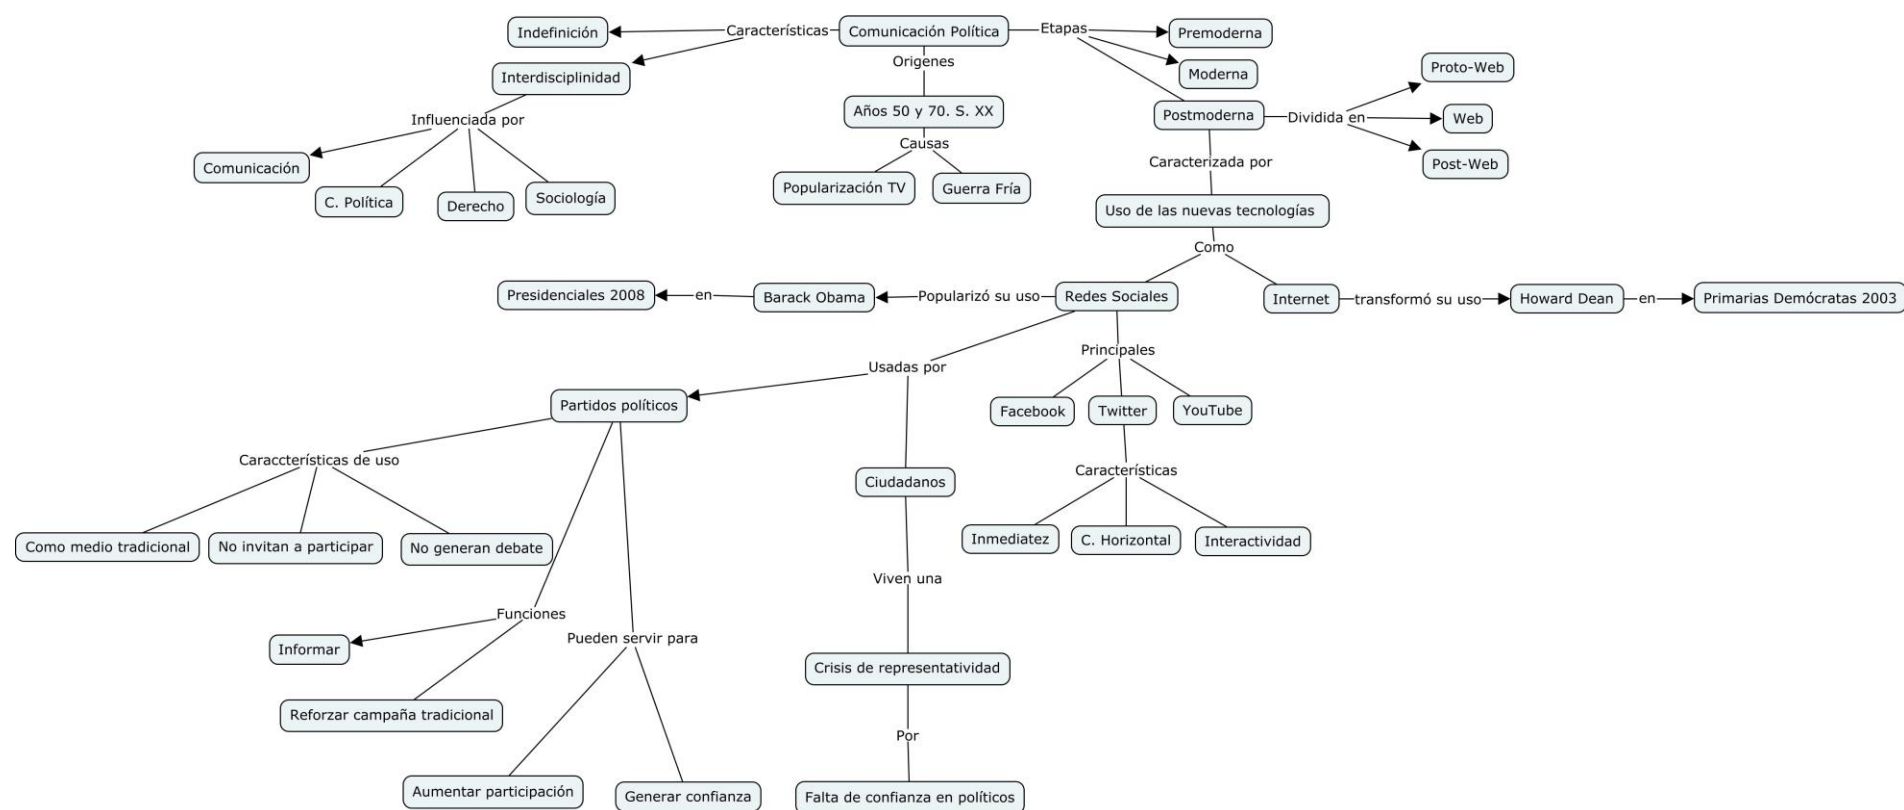 Indefinición
Características
Comunicación Política
Etapas
Premoderna
Interdisciplinidad
Origenes
Moderna
Proto-Web
Influenciada por
Años 50 y 70. S. XX
Postmoderna
Dividida en
Web
Comunicación
Causas
Caracterizada por
Post-Web
C. Política
Derecho
Sociología
Popularización TV
Guerra Fría
Uso de las nuevas tecnologías
Como
Presidenciales 2008
en
Barack Obama
Popularizó su uso
Redes Sociales
Internet
transformó su uso
Howard Dean
en
Primarias Demócratas 2003
Usadas por
Principales
Partidos políticos
Facebook
Twitter
YouTube
Caraccterísticas de uso
Ciudadanos
Características
Como medio tradicional
No invitan a participar
No generan debate
Inmediatez
C. Horizontal
Interactividad
Viven una
Funciones
Pueden servir para
Informar
Crisis de representatividad
Reforzar campaña tradicional
Por
Aumentar participación
Generar confianza
Falta de confianza en políticos